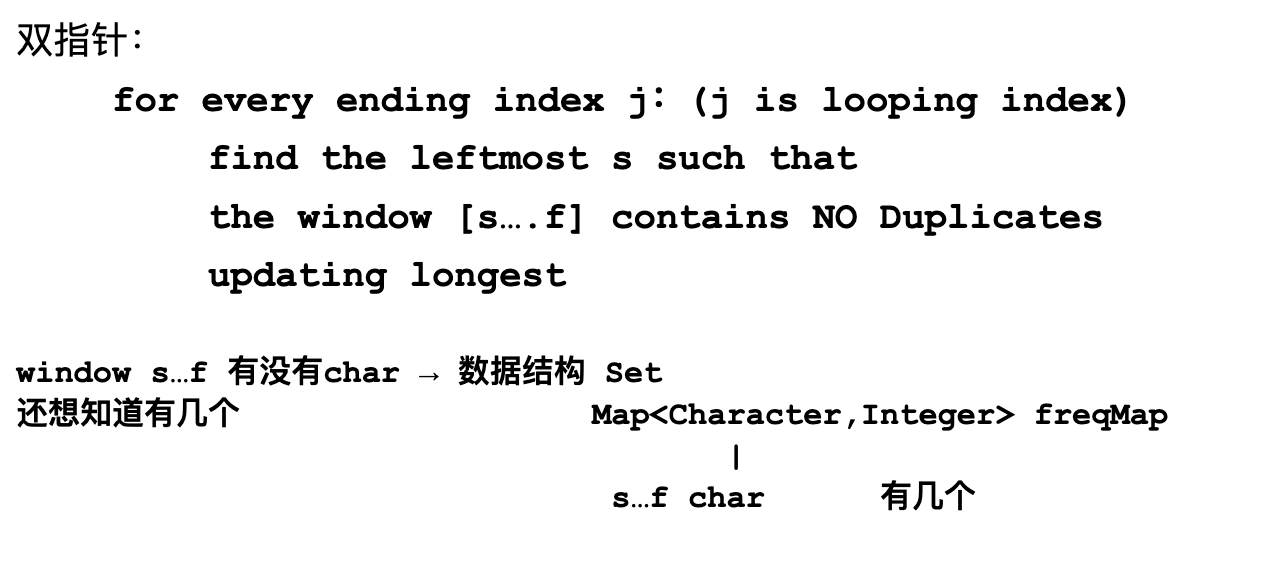 双指针：
for every ending index j: (j is looping index)
find the leftmost s such that
the window [s….f] contains NO Duplicates
updating longest
window s…f 有没有char → 数据结构 Set
还想知道有几个 Map<Character,Integer> freqMap
|
s…f char 有几个